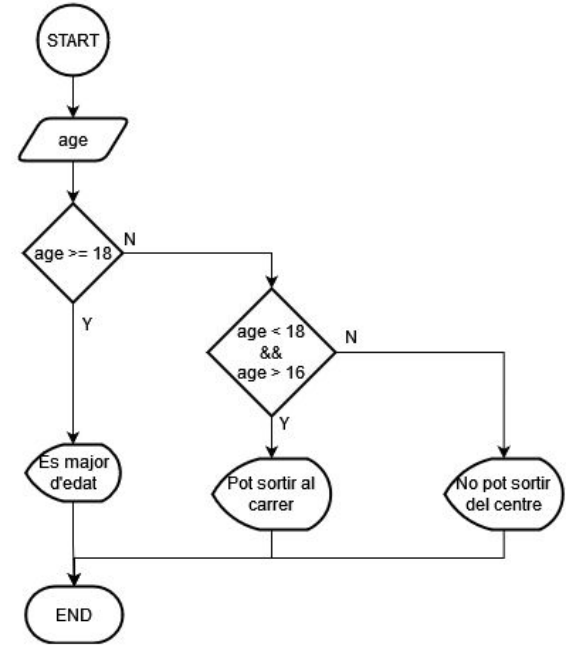 START
age
age >= 18
N
Y
age < 18
&&
age > 16
N
Y
Es major
d'edat
Pot sortir al
carrer
No pot sortir
del centre
END